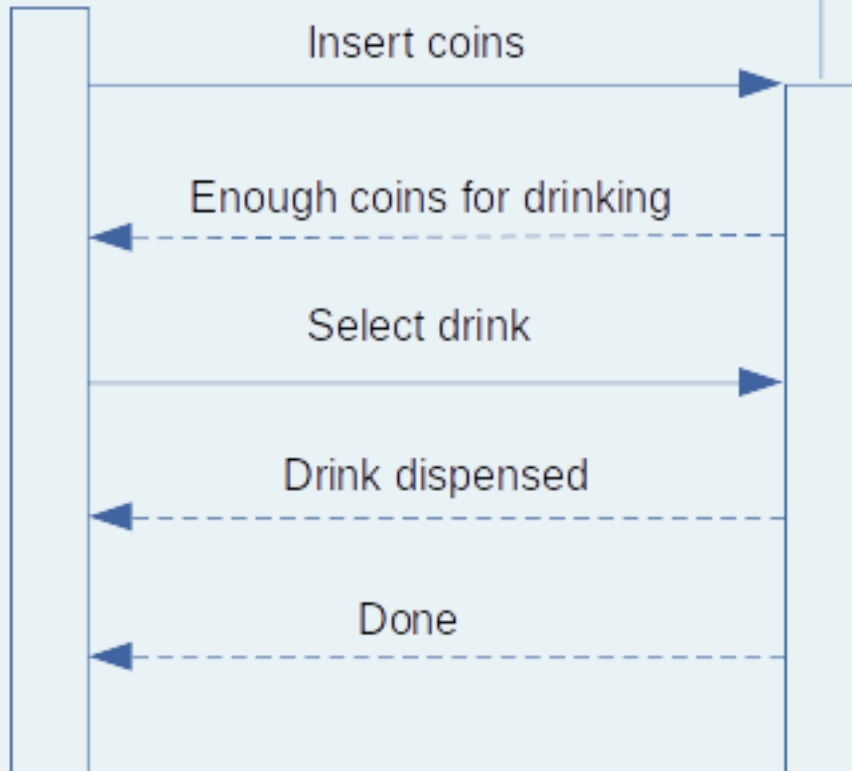 Insert coins
Enough coins for drinking
Select drink
Drink dispensed
Done